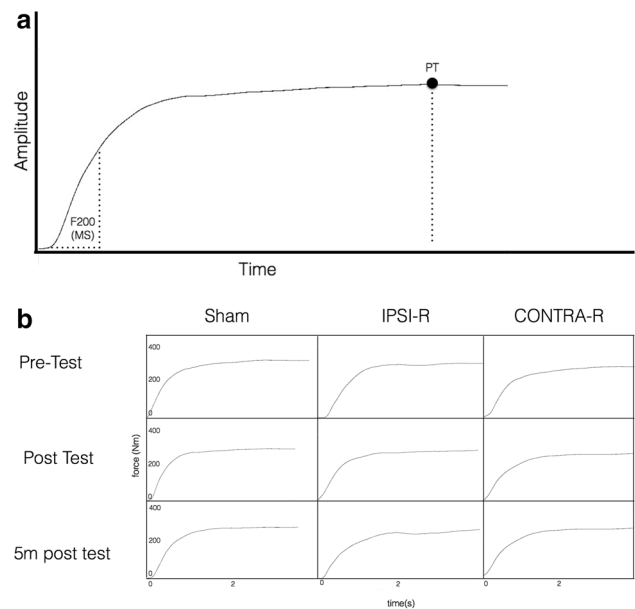 a
PT
Amplitude
F200
(MS)
Time
b
Sham IPSI-R CONTRA-R
Pre-Test
400
200
0
Post Test
400
200
0
force (Nm)
5m post test
400
200
0 2 0 2 0 2
time(s)